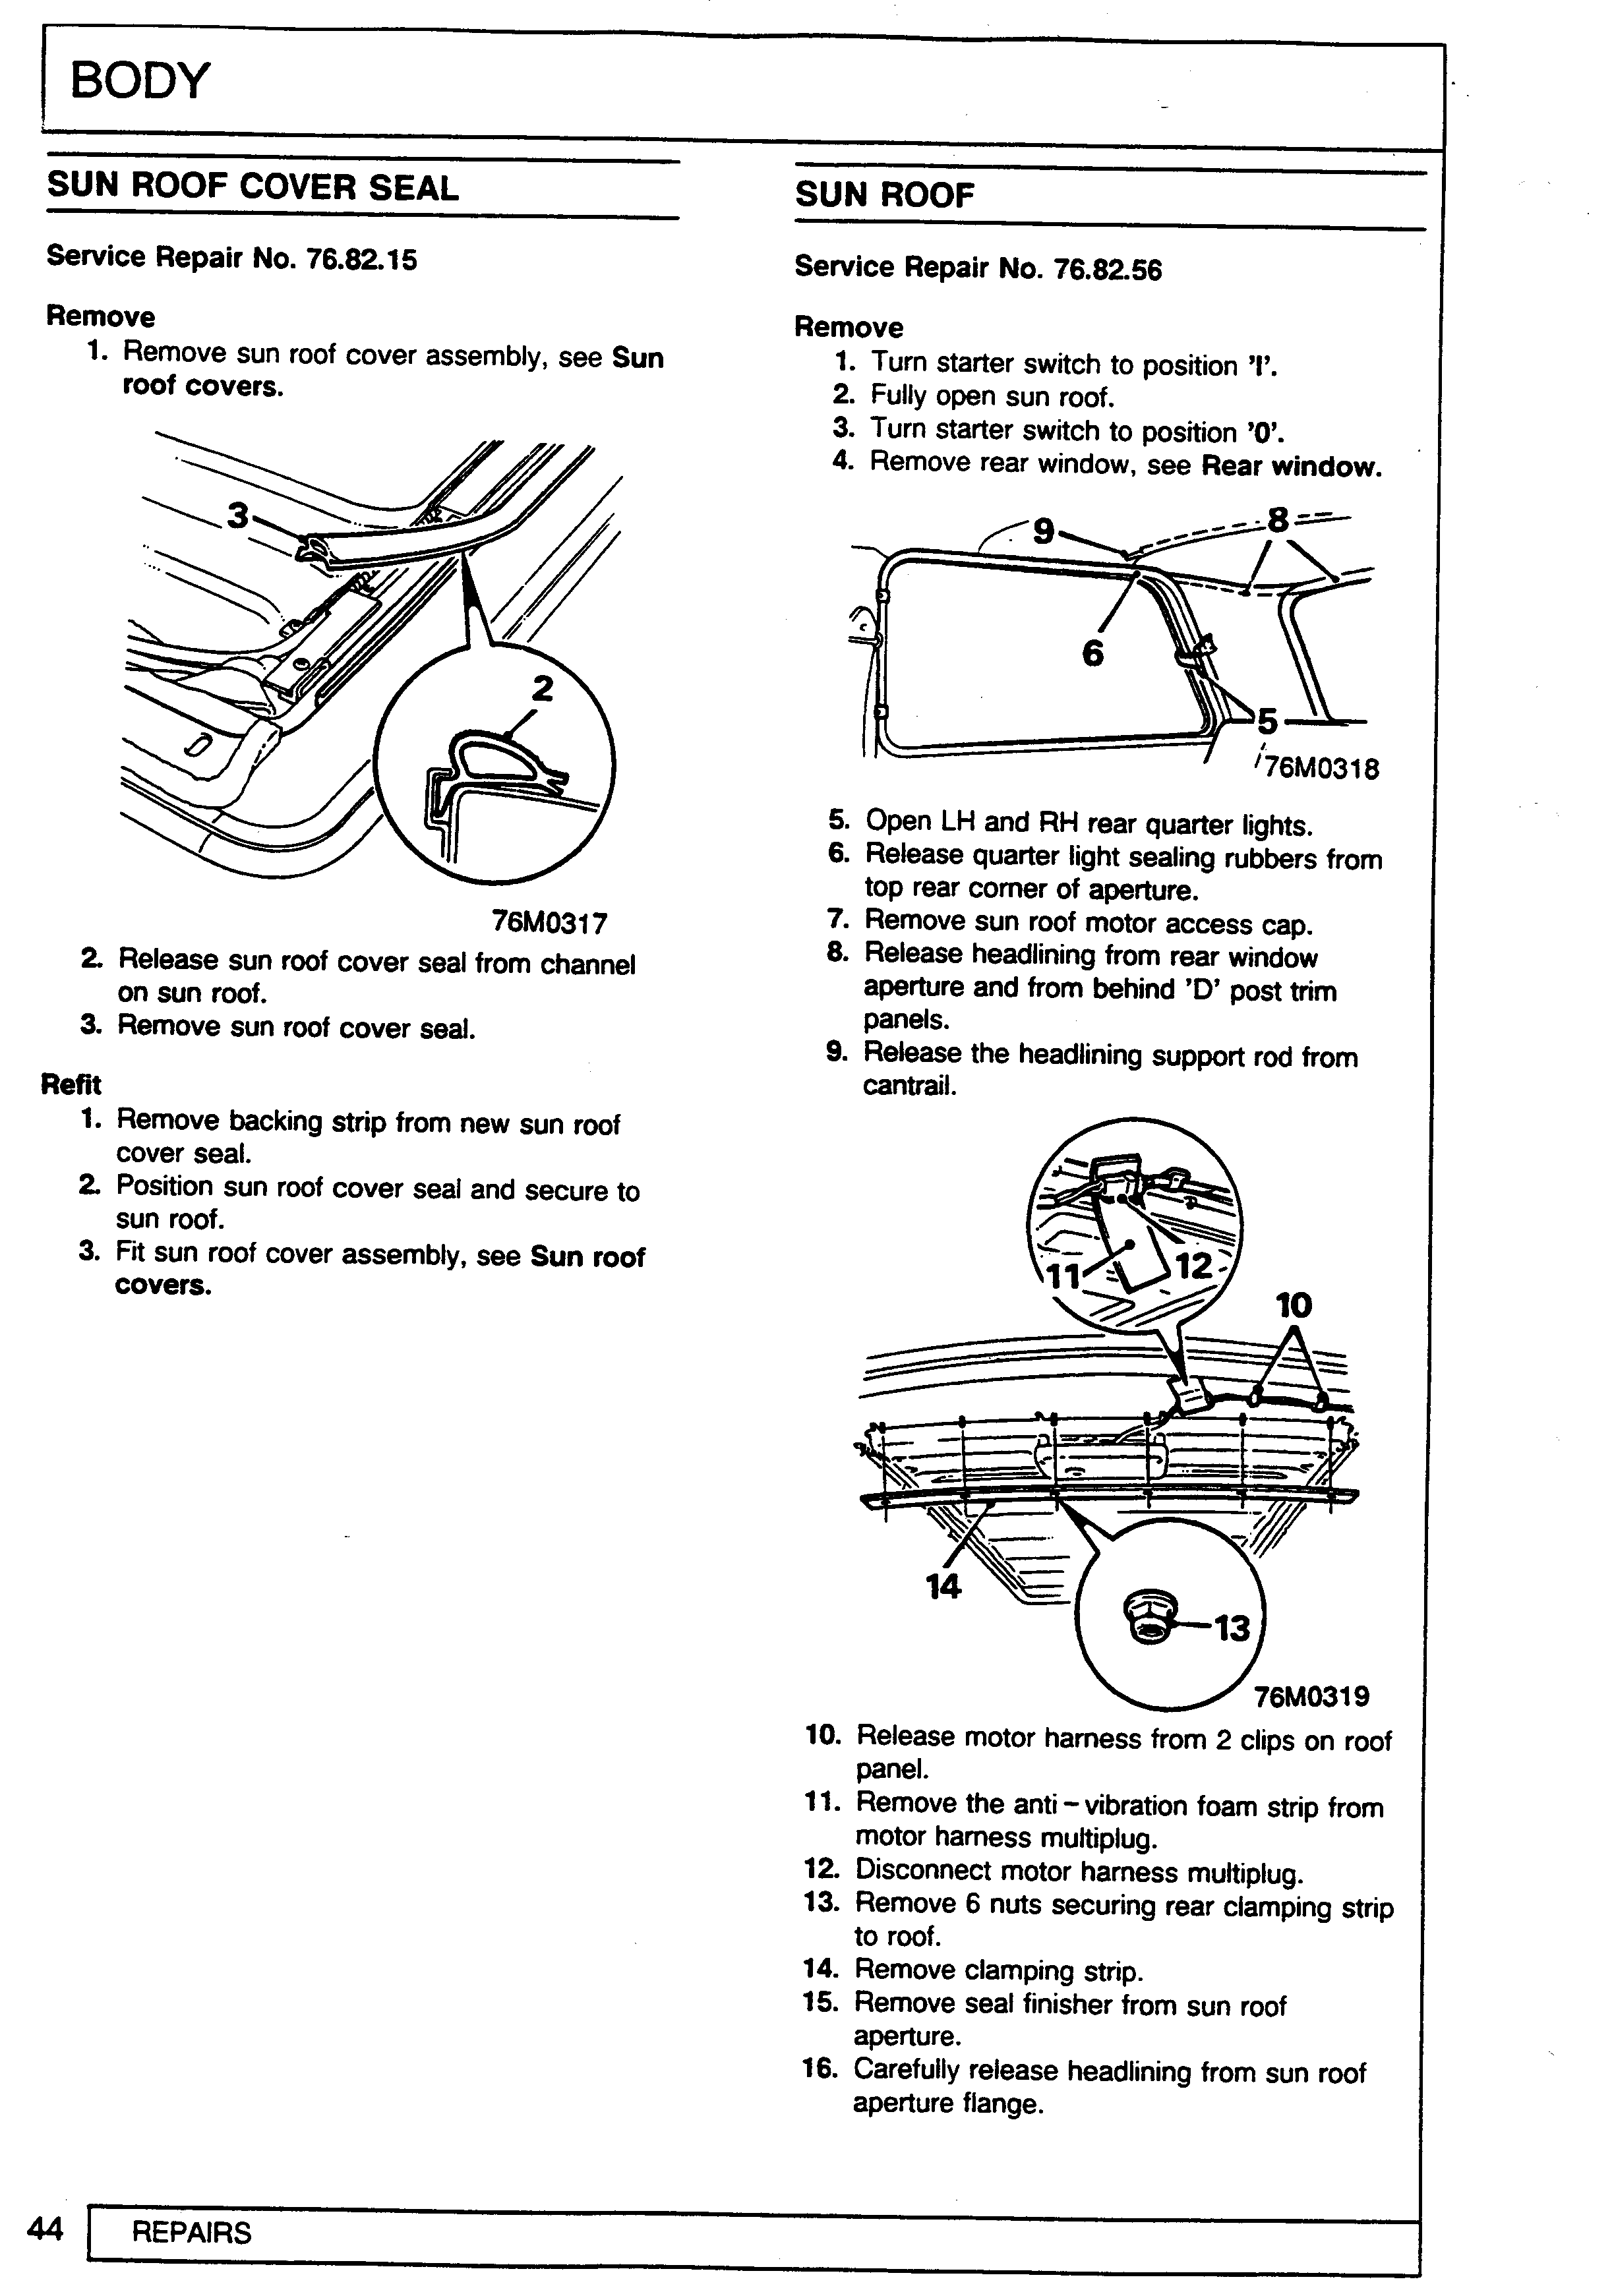 BODY
SUN ROOF COVER SEAL
Service Repair No. 76.82.15
Remove
1. Remove sun roof cover assembly, see Sun
roof covers.
3
2
76M0317
2. Release sun roof cover seal from channel
on sun roof.
3. Remove sun roof cover seal.
Refit
1. Remove backing strip from new sun roof
cover seal.
2. Position sun roof cover seal and secure to
sun roof.
3. Fit sun roof cover assembly, see Sun roof
covers.
SUN ROOF
Service Repair No. 76.82.56
Remove
1. Turn starter switch to position 'I'.
2. Fully open sun roof.
3. Turn starter switch to position '0'.
4. Remove rear window, see Rear window.
9
8
6
5
76M0318
5. Open LH and RH rear quarter lights.
6. Release quarter light sealing rubbers from
top rear corner of aperture.
7. Remove sun roof motor access cap.
8. Release headlining from rear window
aperture and from behind 'D' post trim
panels.
9. Release the headlining support rod from
cantrail.
11
12
10
14
13
76M0319
10. Release motor harness from 2 clips on roof
panel.
11. Remove the anti – vibration foam strip from
motor harness multiplug.
12. Disconnect motor harness multiplug.
13. Remove 6 nuts securing rear clamping strip
to roof.
14. Remove clamping strip.
15. Remove seal finisher from sun roof
aperture.
16. Carefully release headlining from sun roof
aperture flange.
44
REPAIRS